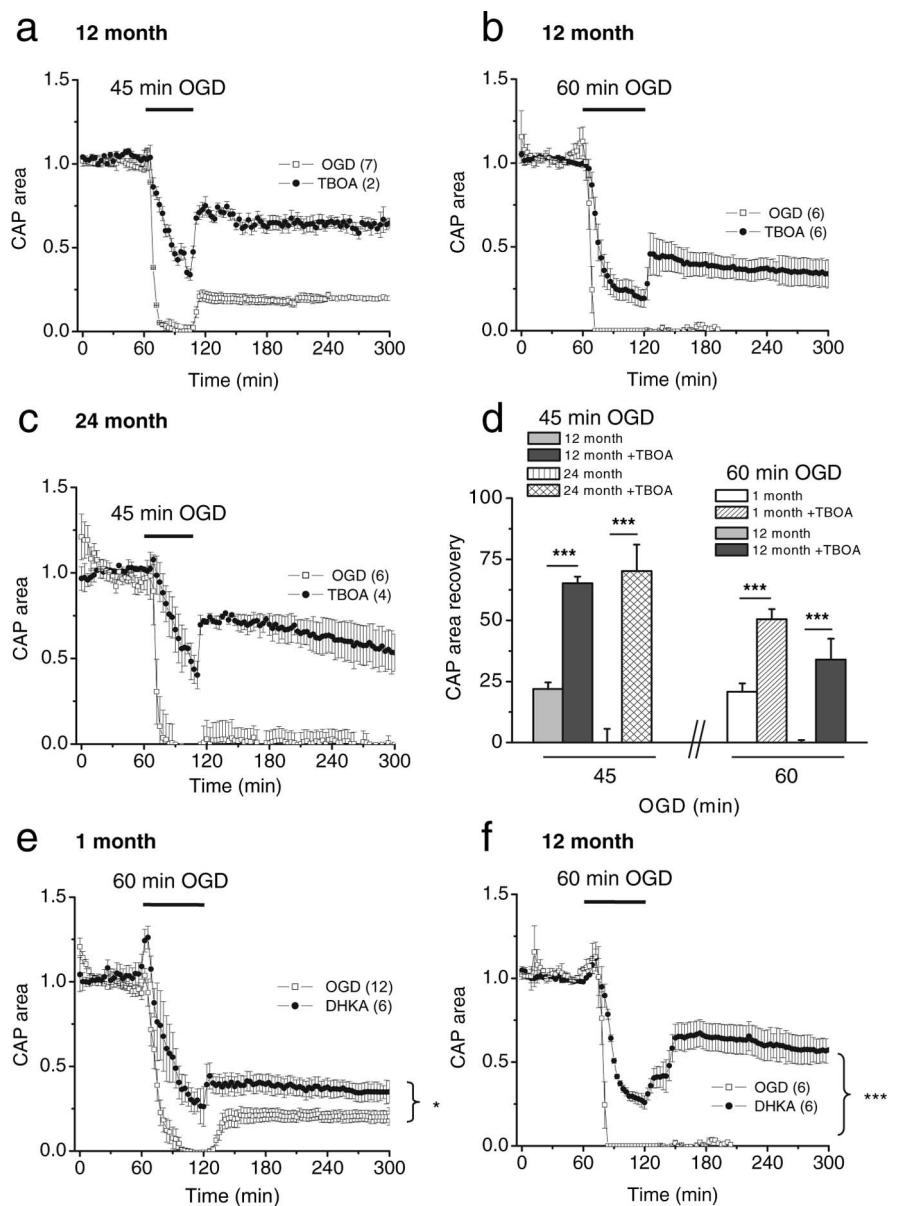 a 12 month
1.5
1.0
0.5
0.0
CAP area
45 min OGD
OGD (7)
TBOA (2)
0 60 120 180 240 300
Time (min)
b 12 month
1.5
1.0
0.5
0.0
CAP area
60 min OGD
OGD (6)
TBOA (6)
0 60 120 180 240 300
Time (min)
c 24 month
1.5
1.0
0.5
0.0
CAP area
45 min OGD
OGD (6)
TBOA (4)
0 60 120 180 240 300
Time (min)
d 45 min OGD
12 month
12 month +TBOA
24 month
24 month +TBOA
60 min OGD
1 month
1 month +TBOA
12 month
12 month +TBOA
100
75
50
25
0
CAP area recovery
***
***
***
***
45 60
OGD (min)
e 1 month
1.5
1.0
0.5
0.0
CAP area
60 min OGD
OGD (12)
DHKA (6)
*
0 60 120 180 240 300
Time (min)
f 12 month
1.5
1.0
0.5
0.0
CAP area
60 min OGD
OGD (6)
DHKA (6)
***
0 60 120 180 240 300
Time (min)